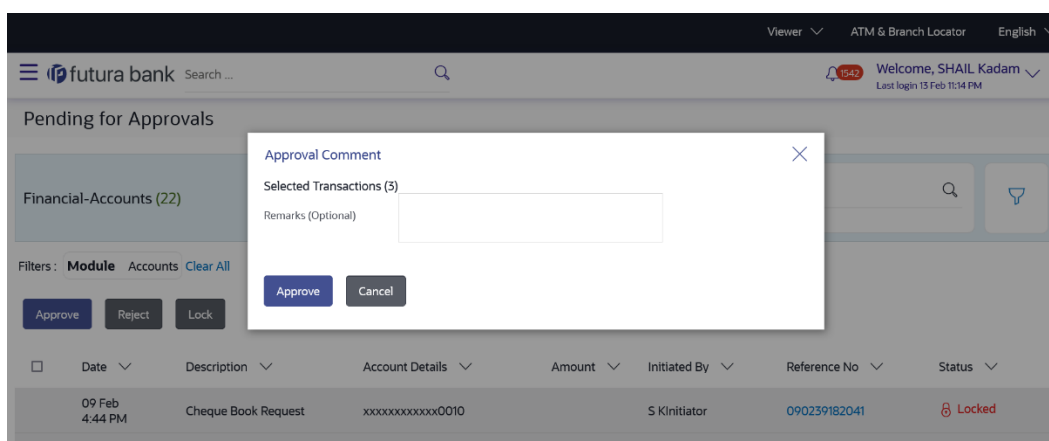 Viewer ATM & Branch Locator English
futura bank Search ... 1542 Welcome, SHAIL Kadam
Last login 13 Feb 11:14 PM
Pending for Approvals
Approval Comment
Selected Transactions (3)
Financial-Accounts (22)
Remarks (Optional)
Filters : Module Accounts Clear All
Approve Cancel
Approve Reject Lock
Date Description Account Details Amount Initiated By Reference No Status
09 Feb
4:44 PM Cheque Book Request xxxxxxxxxxxx0010 S KInitiator 090239182041 Locked